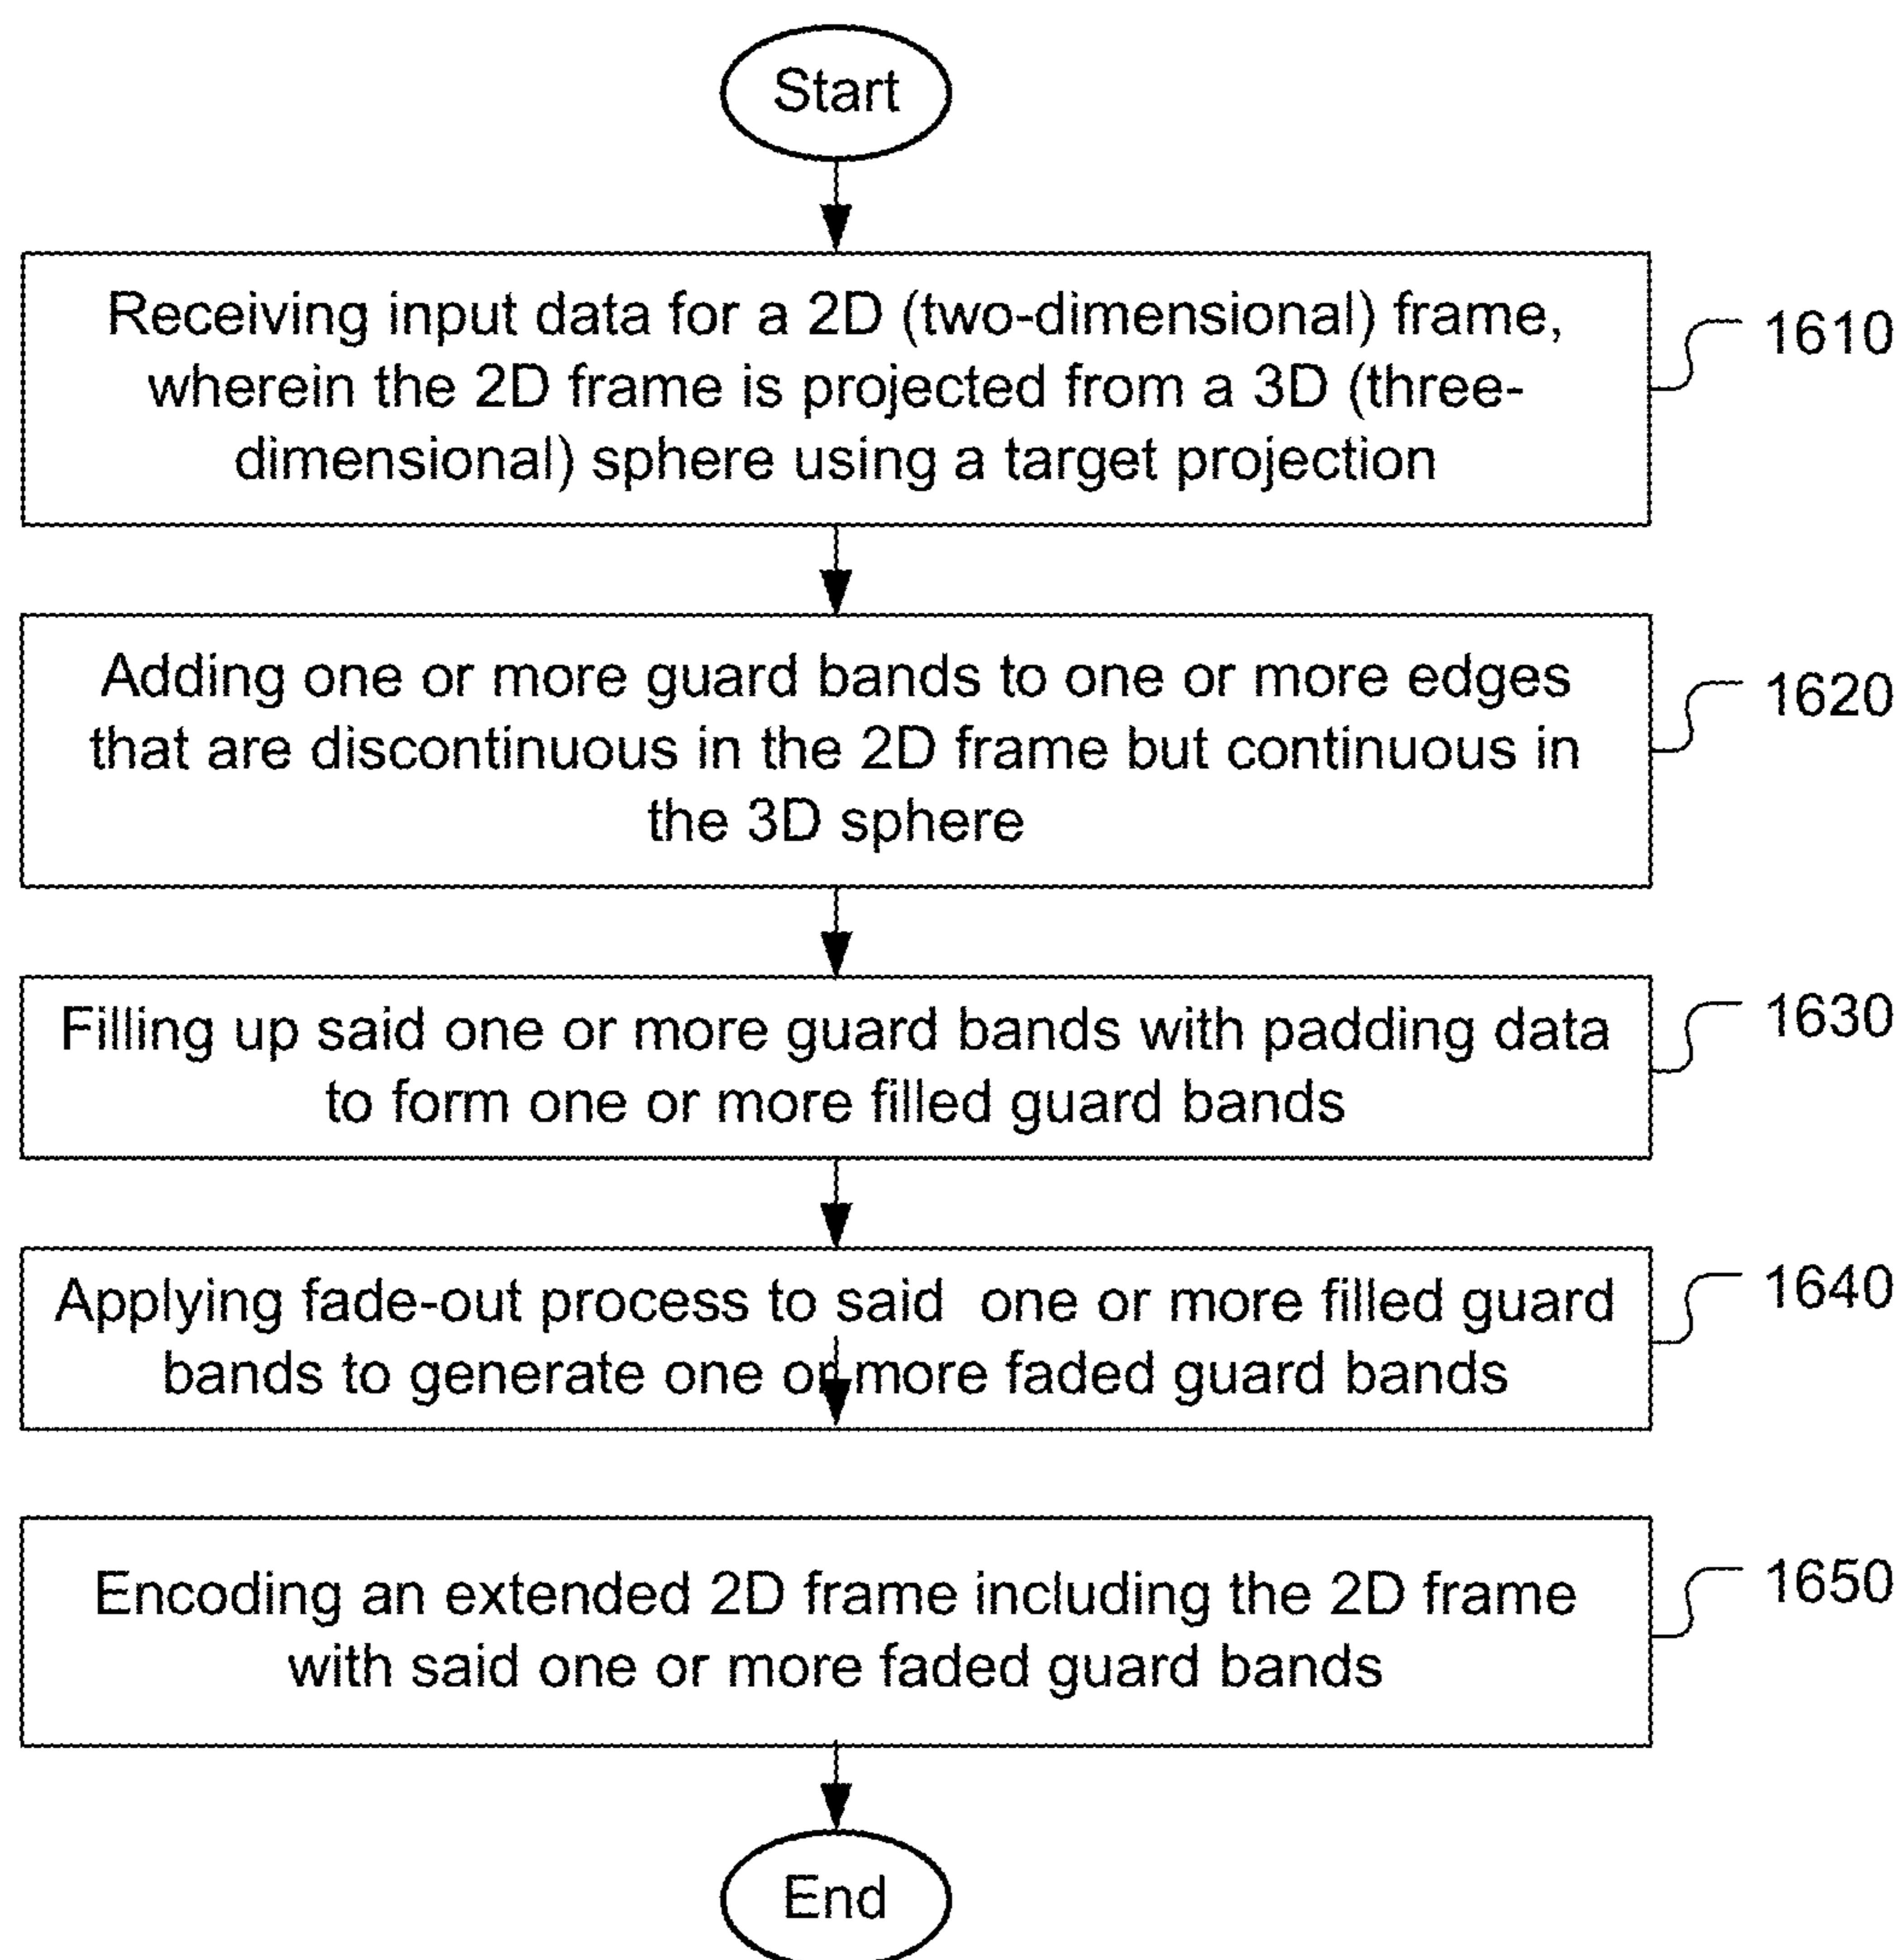 Start
Receiving input data for a 2D (two-dimensional) frame,
wherein the 2D frame is projected from a 3D (three-
dimensional) sphere using a target projection
1610
Adding one or more guard bands to one or more edges
that are discontinuous in the 2D frame but continuous in
the 3D sphere
1620
Filling up said one or more guard bands with padding data
to form one or more filled guard bands
1630
Applying fade-out process to said one or more filled guard
bands to generate one or more faded guard bands
1640
Encoding an extended 2D frame including the 2D frame
with said one or more faded guard bands
1650
End